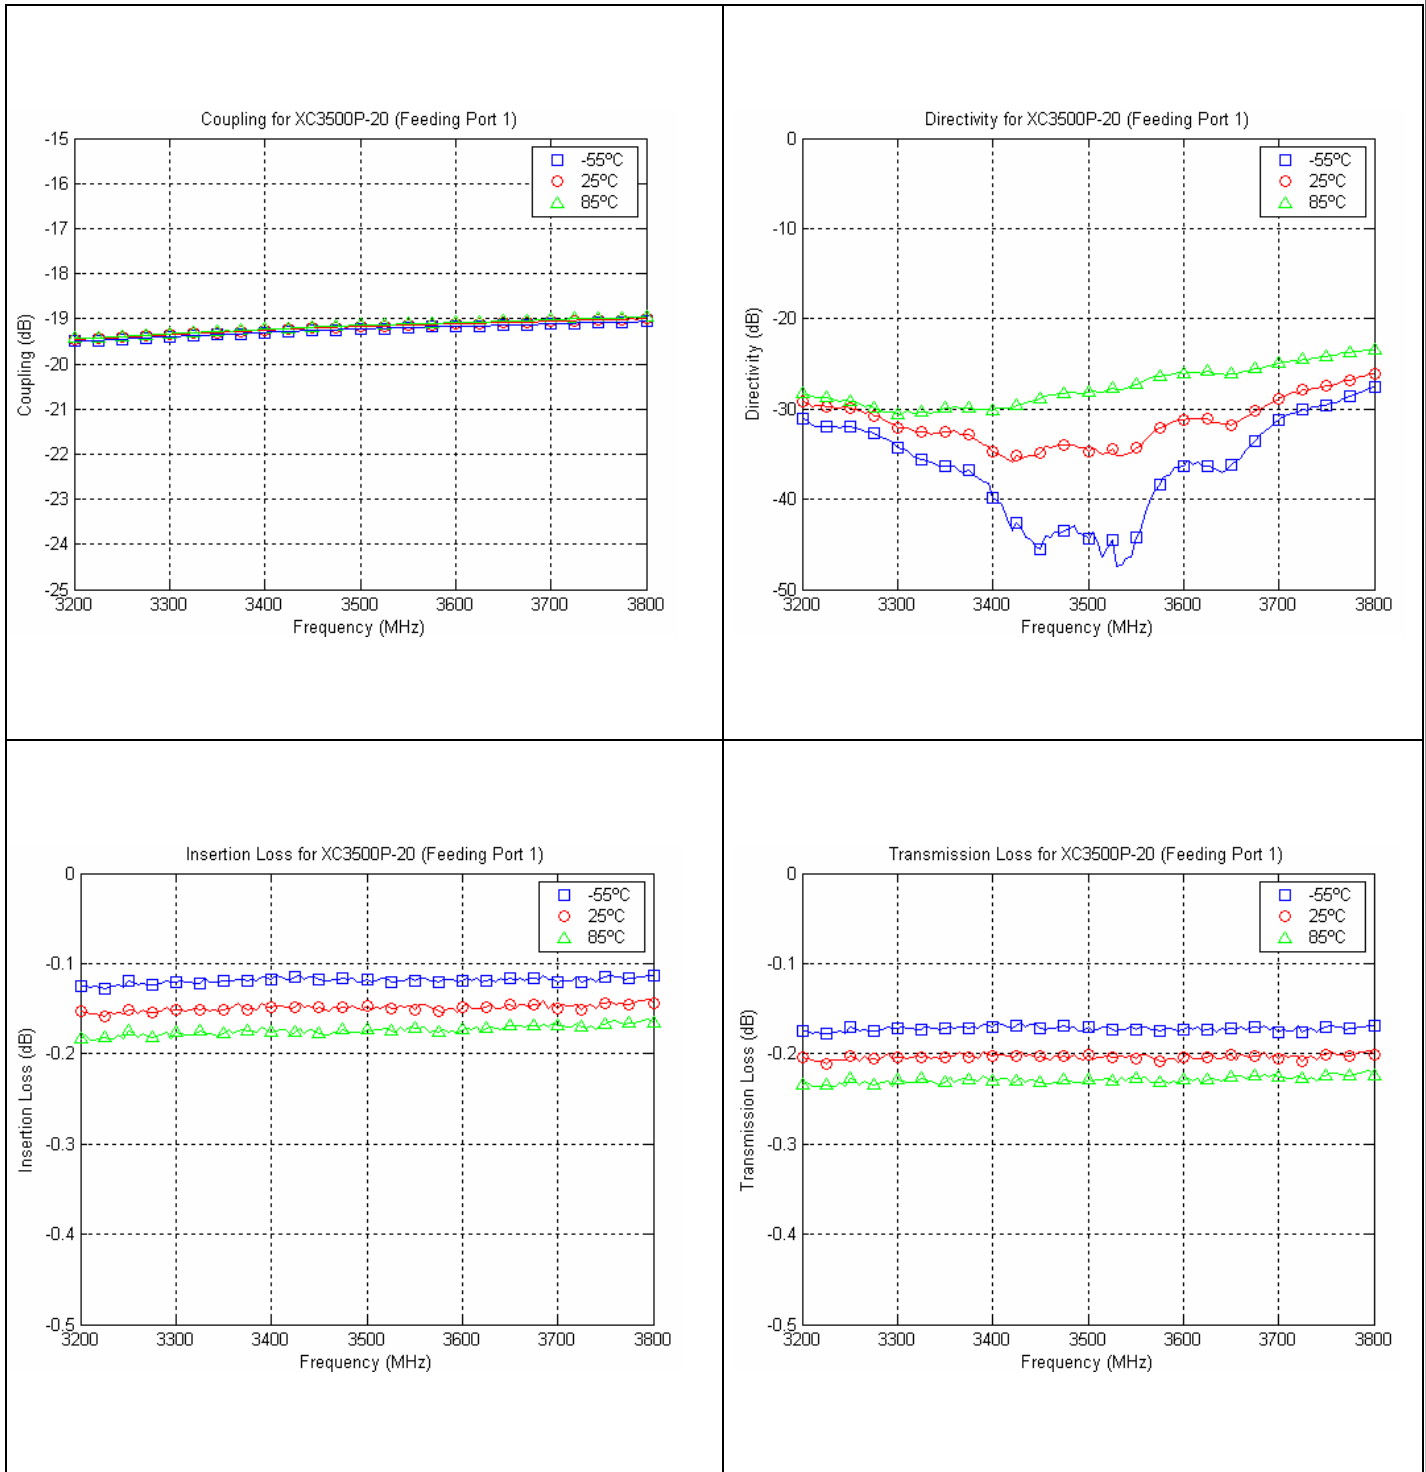 Coupling for XC3500P-20 (Feeding Port 1)
-15
-16
-17
-18
-19
-20
-21
-22
-23
-24
-25
Coupling (dB)
-55ºC
25ºC
85ºC
3200 3300 3400 3500 3600 3700 3800
Frequency (MHz)
Directivity for XC3500P-20 (Feeding Port 1)
0
-10
-20
-30
-40
-50
Directivity (dB)
-55ºC
25ºC
85ºC
3200 3300 3400 3500 3600 3700 3800
Frequency (MHz)
Insertion Loss for XC3500P-20 (Feeding Port 1)
0
-0.1
-0.2
-0.3
-0.4
-0.5
Insertion Loss (dB)
-55ºC
25ºC
85ºC
3200 3300 3400 3500 3600 3700 3800
Frequency (MHz)
Transmission Loss for XC3500P-20 (Feeding Port 1)
0
-0.1
-0.2
-0.3
-0.4
-0.5
Transmission Loss (dB)
-55ºC
25ºC
85ºC
3200 3300 3400 3500 3600 3700 3800
Frequency (MHz)